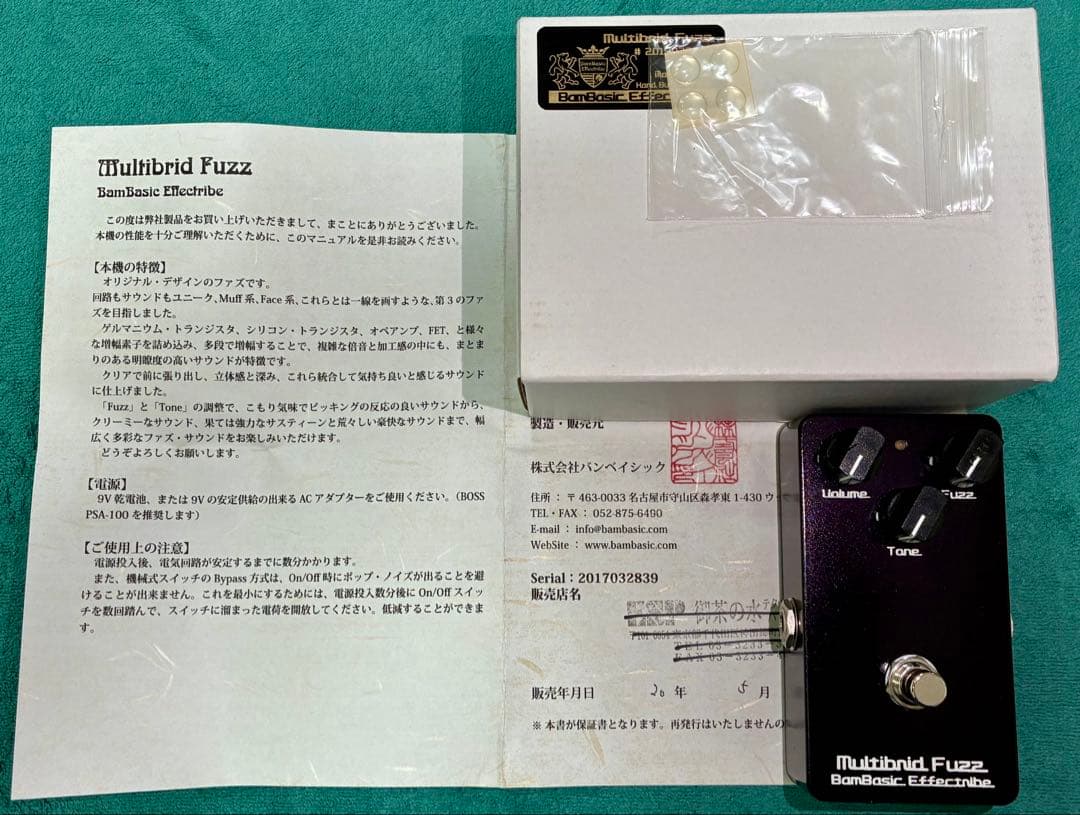 Multibrid Fuzz
BamBasic Effectribe
この度は弊社製品をお買い上げいただきまして、まことにありがとうございました。
本機の性能を十分ご理解いただくために、このマニュアルを是非お読みください。
【本機の特徴】
オリジナル・デザインのファズです。
回路もサウンドもユニーク、Muff系、Face系、これらとは一線を画すような、第3のファ
ズを目指しました。
ゲルマニウム・トランジスタ、シリコン・トランジスタ、オペアンプ、FET、と様々
な増幅素子を詰め込み、多段で増幅することで、複雑な倍音と加工感の中にも、まとま
りのある明瞭度の高いサウンドが特徴です。
クリアで前に張り出し、立体感と深み、これら統合して気持ち良いと感じるサウンド
に仕上げました。
「Fuzz」と「Tone」の調整で、こもり気味でピッキングの反応の良いサウンドから、
クリーミーなサウンド、果ては強力なサスティーンと荒々しい豪快なサウンドまで、幅
広く多彩なファズ・サウンドをお楽しみいただけます。
どうぞよろしくお願いします。
【電源】
9V乾電池、または9Vの安定供給の出来るACアダプターをご使用ください。（BOSS
PSA-100を推奨します）
【ご使用上の注意】
電源投入後、電気回路が安定するまでに数分かかります。
また、機械式スイッチのBypass方式は、On/Off時にポップ・ノイズが出ることを避
けることが出来ません。これを最小にするためには、電源投入数分後にOn/Offスイッ
チを数回踏んで、スイッチに溜まった電荷を開放してください。低減することができま
す。
Multibrid Fuzz
BamBasic
Effectribe
Hand Bu
BamBasic Effec
製造・販売元
株式会社バンベイシック
住所：〒463-0033 名古屋市守山区森孝東1-430
TEL・FAX：052-875-6490
E-mail：info@bambasic.com
WebSite：www.bambasic.com
Serial：2017032839
販売店名
御茶の水
TEL 03-3233-
FAX 03-3233-
販売年月日 20年 5月
※本書が保証書となります。再発行はいたしませんの
Volume
Fuzz
Tone
Multibrid Fuzz
BamBasic Effectribe